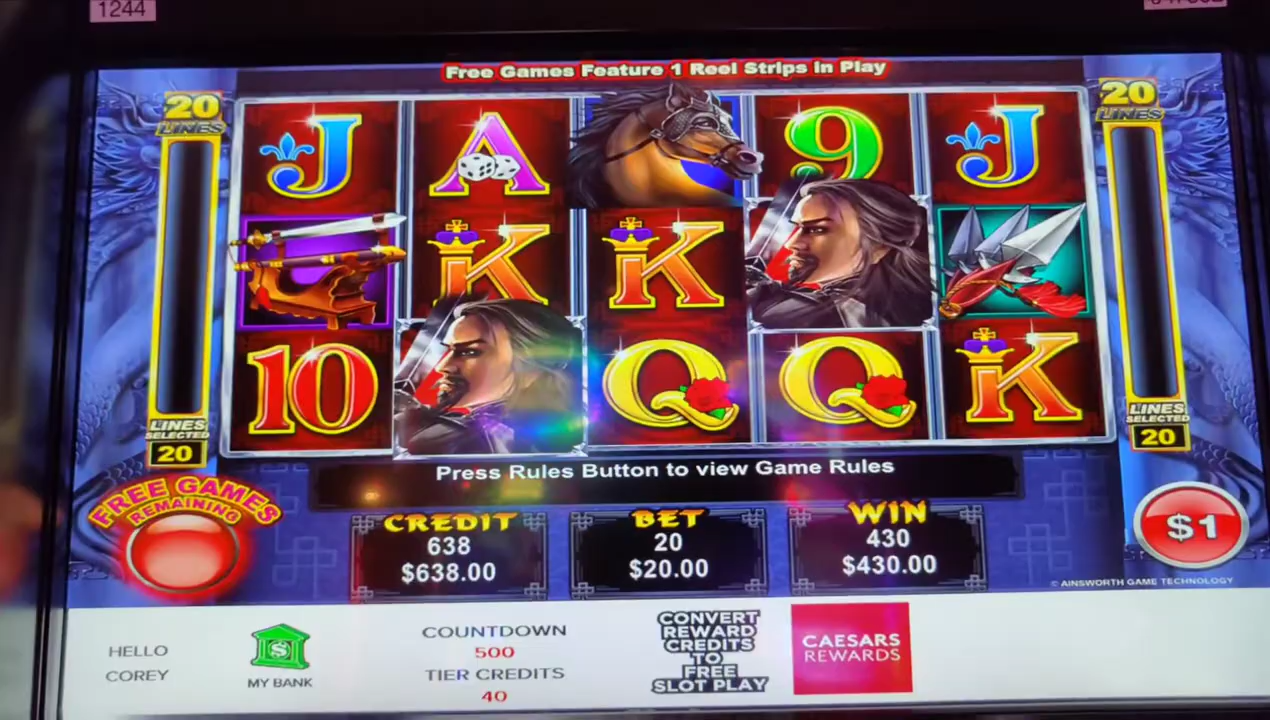 1244
Free Games Feature 1 Reel Strips in Play
20
LINES
20
LINES
J
A
9
J
K
K
10
Q
Q
K
LINES
SELECTED
20
LINES
SELECTED
20
Press Rules Button to view Game Rules
FREE GAMES
REMAINING
CREDIT
638
$638.00
BET
20
$20.00
WIN
430
$430.00
$1
© AINSWORTH GAME TECHNOLOGY
HELLO
COREY
$
MY BANK
COUNTDOWN
500
TIER CREDITS
40
CONVERT
REWARD
CREDITS
TO
FREE
SLOT PLAY
CAESARS
REWARDS